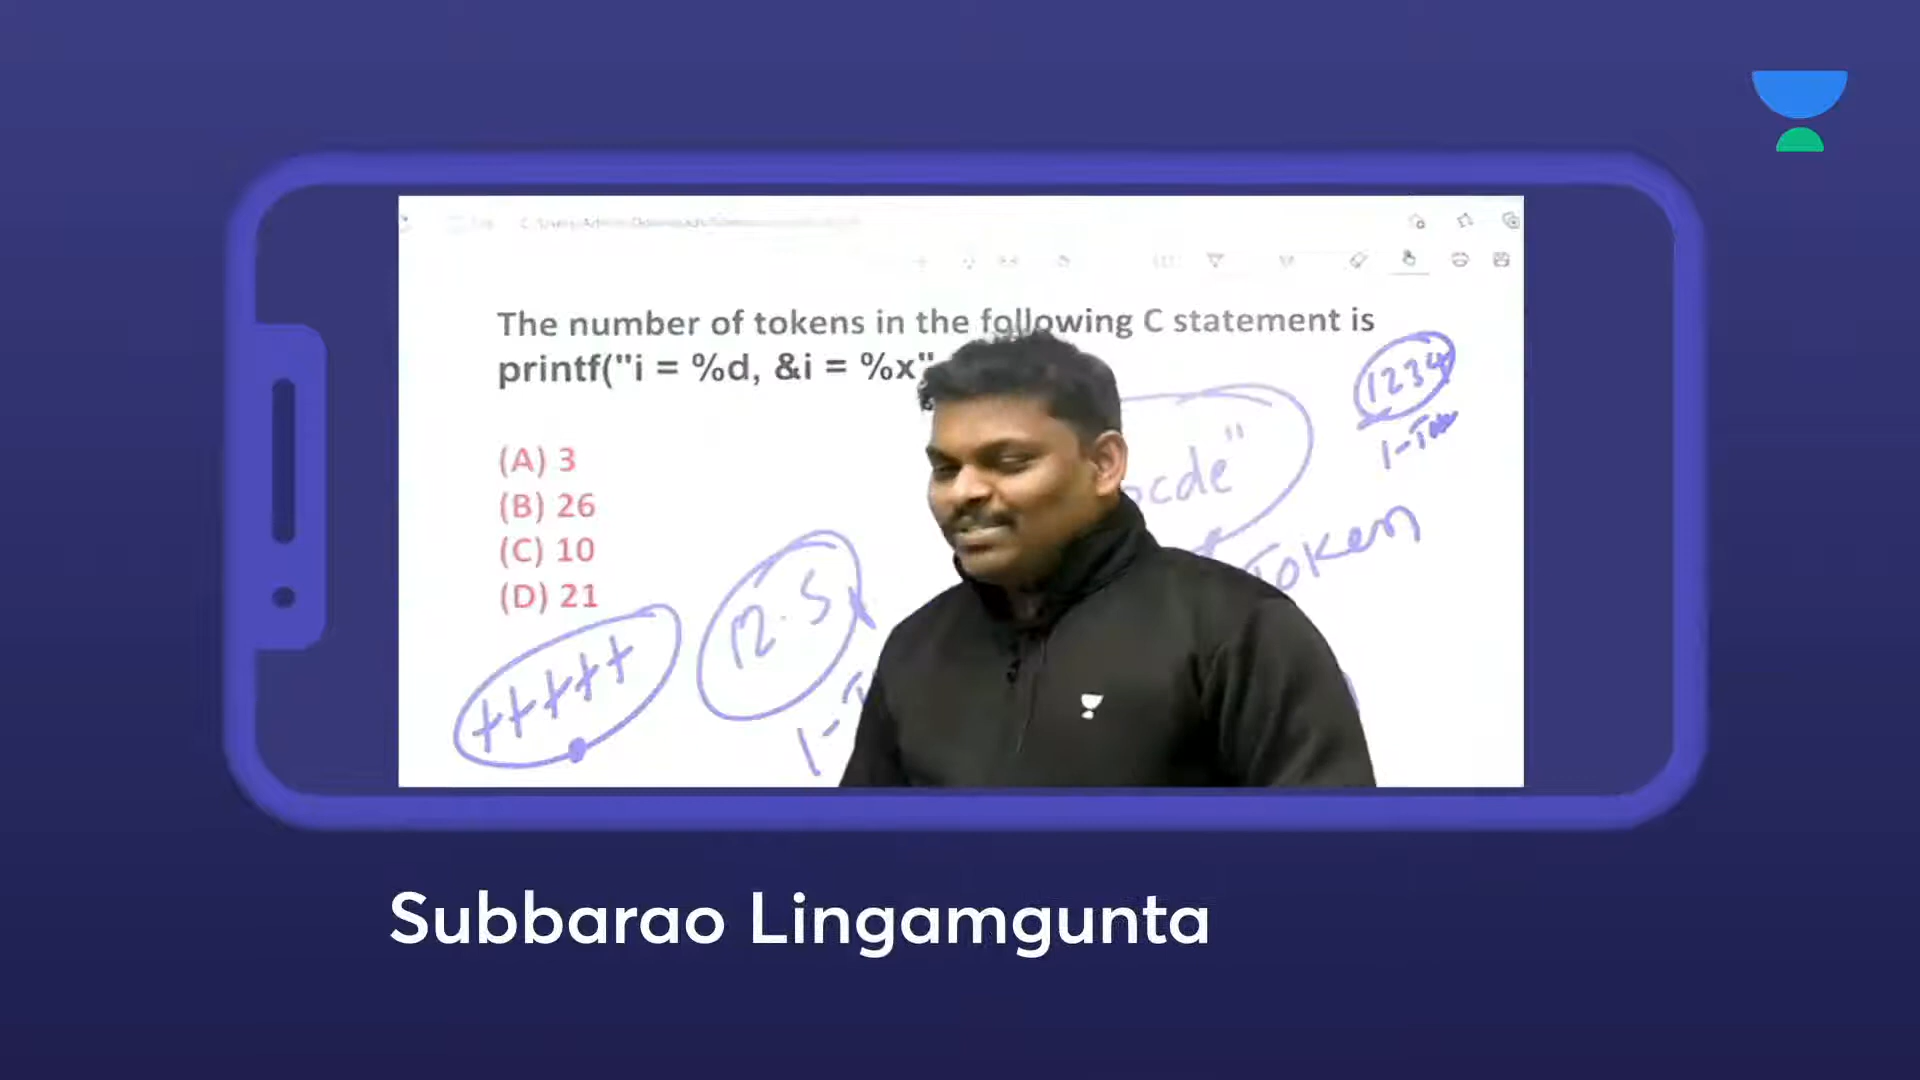 The number of tokens in the following C statement is
printf("i = %d, &i = %x"
(A) 3
(B) 26
(C) 10
(D) 21
1234
cde"
Token
12.5
+++++
Subbarao Lingamgunta